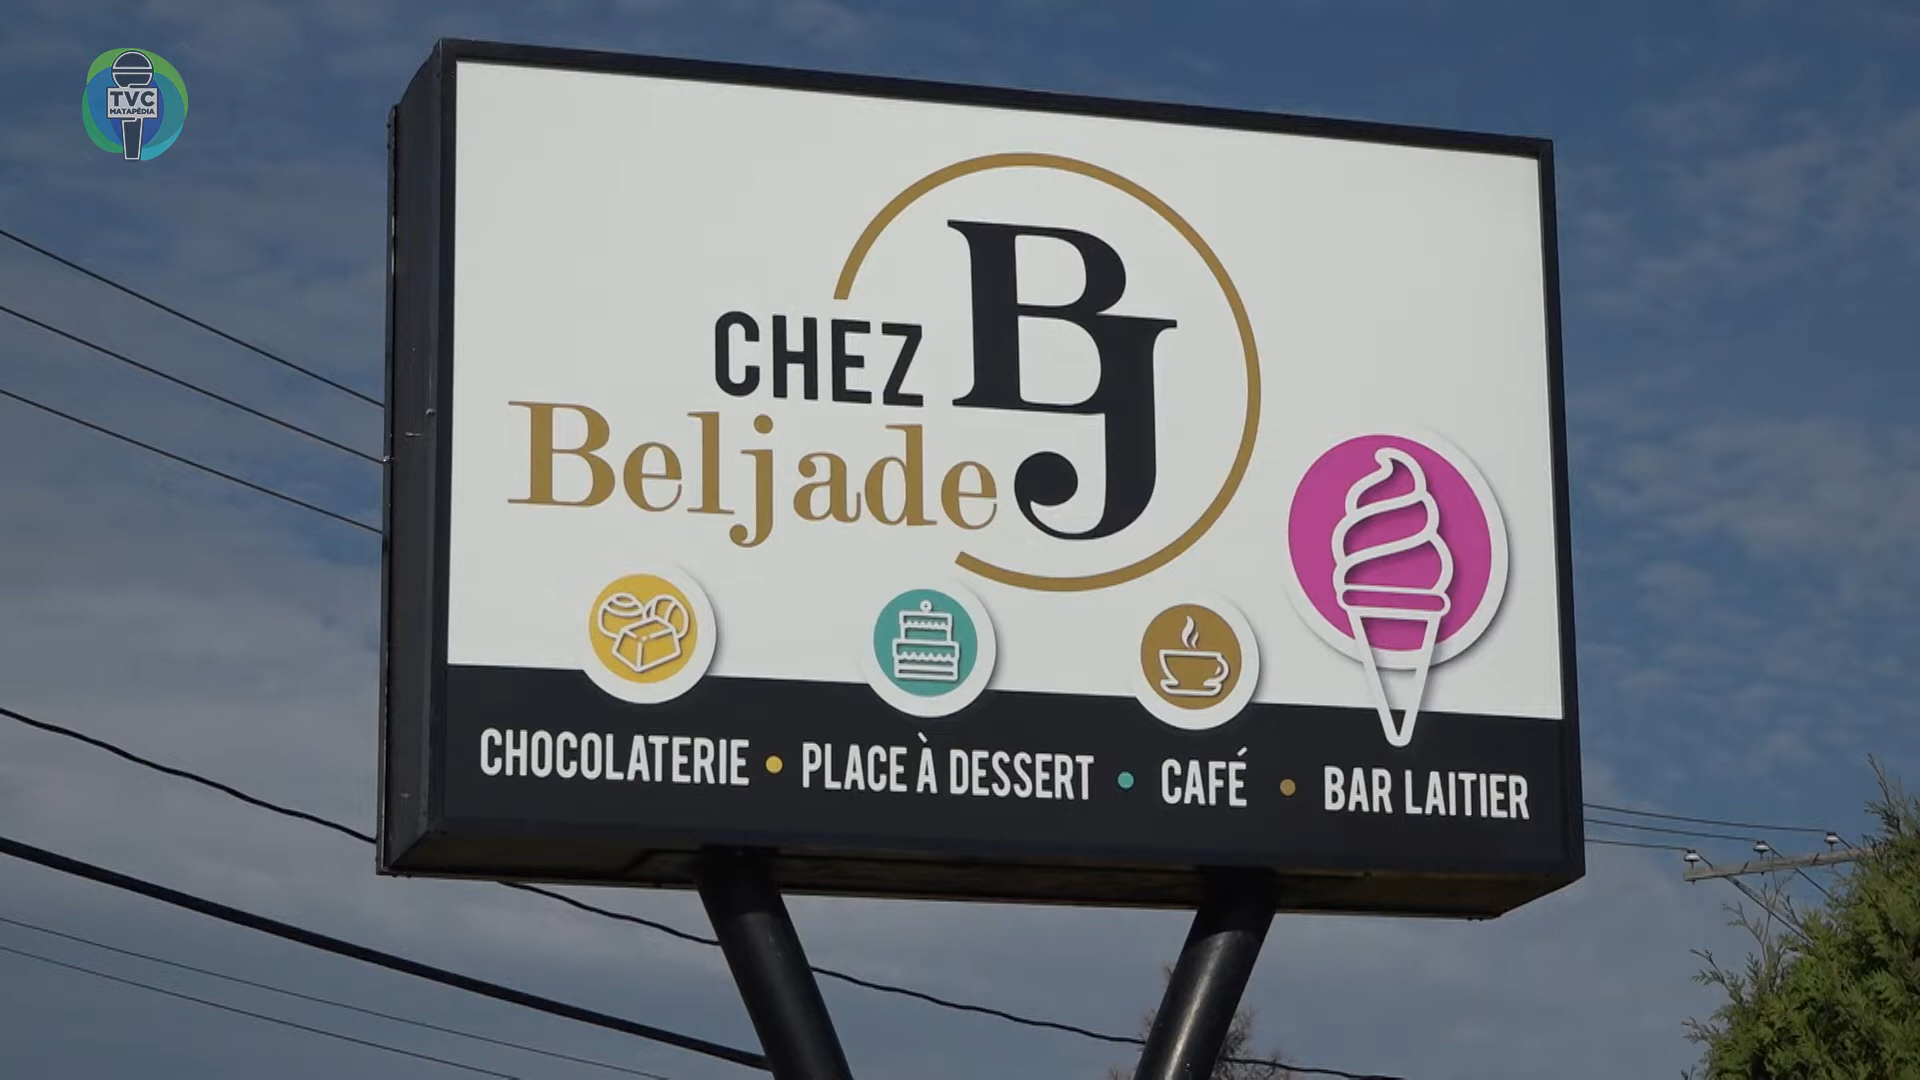 TVC
MATAPÉDIA
BJ
CHEZ
Beljade
CHOCOLATERIE • PLACE À DESSERT • CAFÉ • BAR LAITIER